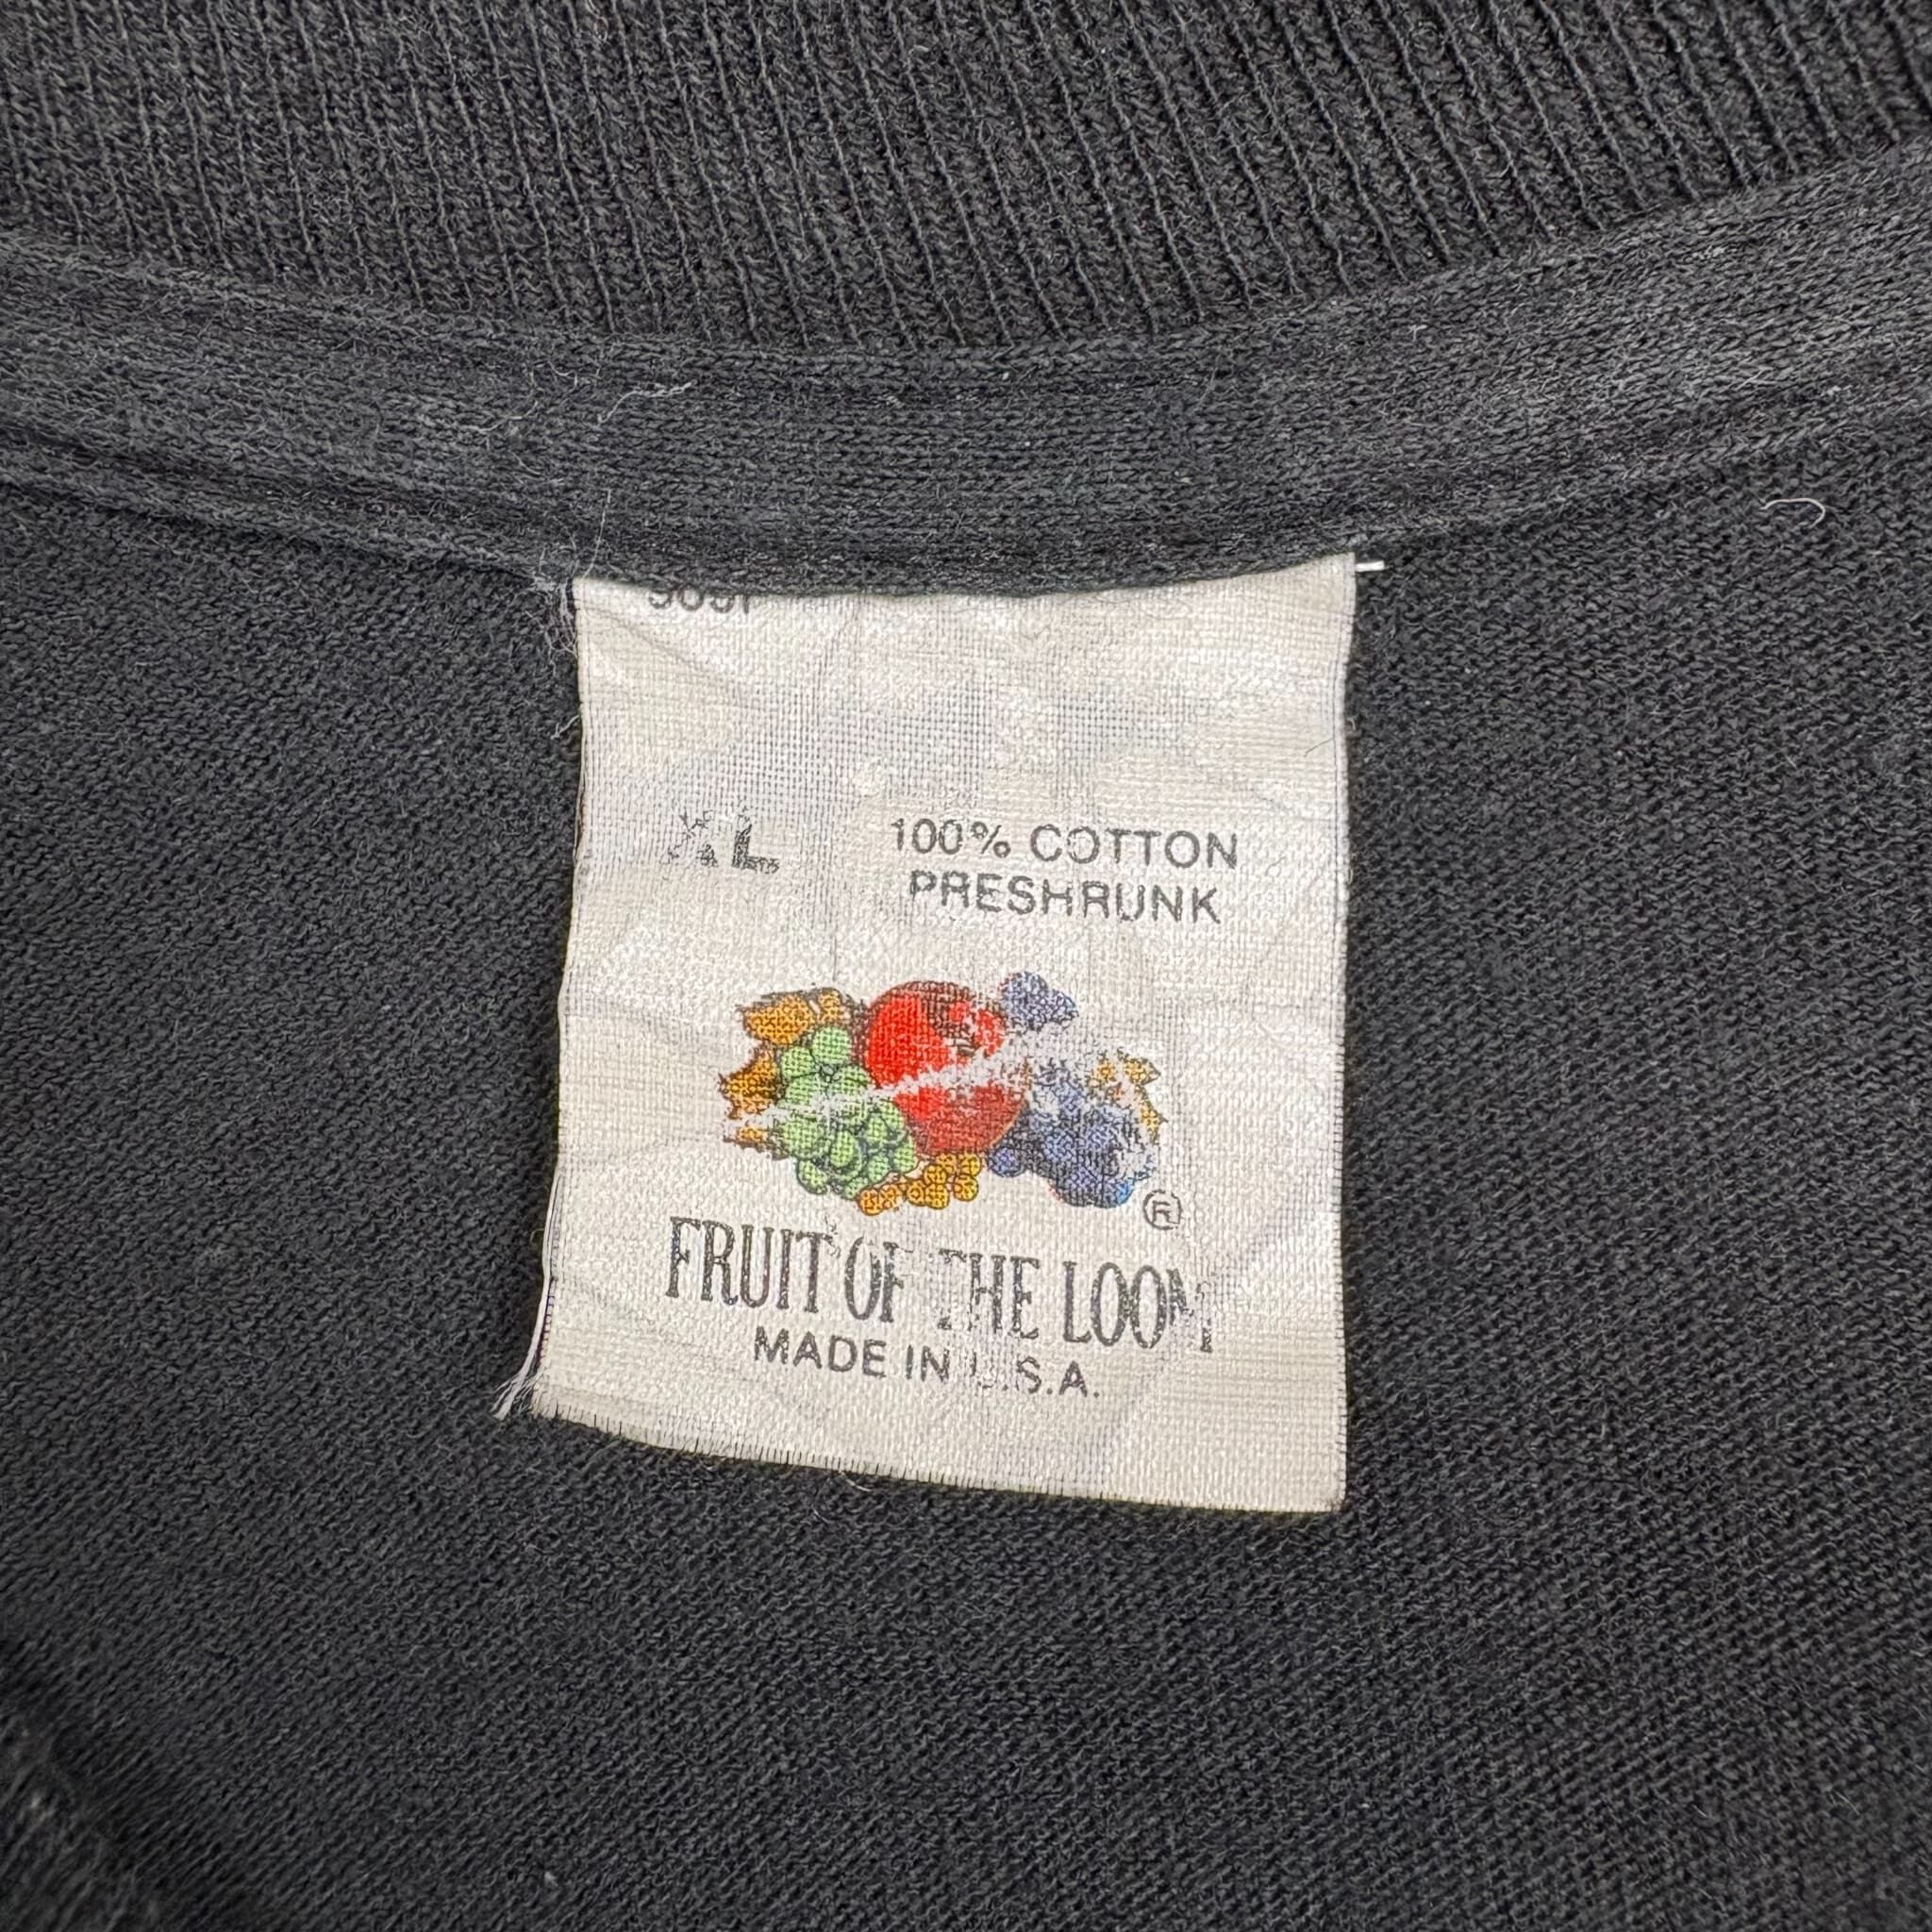 XL
100% COTTON
PRESHRUNK
®
FRUIT OF THE LOOM
MADE IN U.S.A.